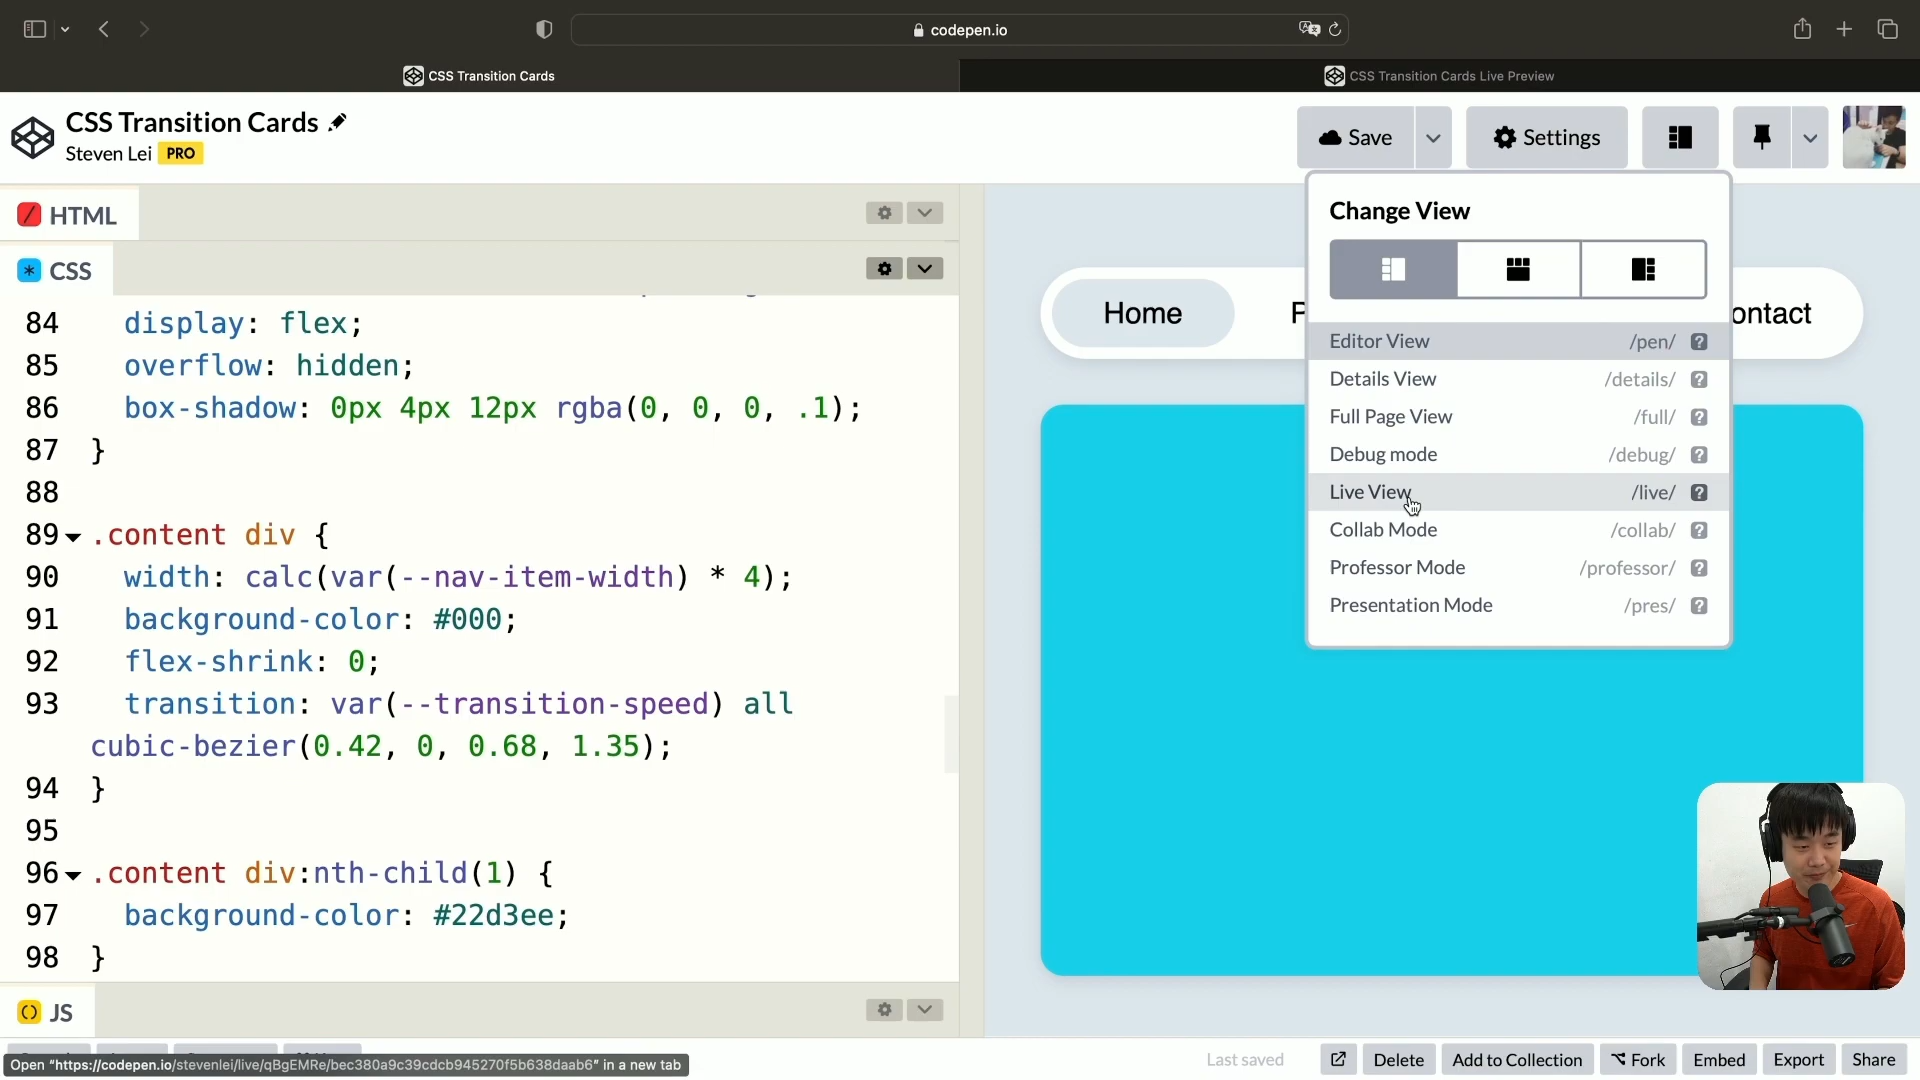 codepen.io
CSS Transition Cards
CSS Transition Cards Live Preview
CSS Transition Cards
Steven Lei PRO
Save
Settings
HTML
CSS
84 display: flex;
85 overflow: hidden;
86 box-shadow: 0px 4px 12px rgba(0, 0, 0, .1);
87 }
88
89 .content div {
90 width: calc(var(--nav-item-width) * 4);
91 background-color: #000;
92 flex-shrink: 0;
93 transition: var(--transition-speed) all
cubic-bezier(0.42, 0, 0.68, 1.35);
94 }
95
96 .content div:nth-child(1) {
97 background-color: #22d3ee;
98 }
JS
Change View
Editor View /pen/ ?
Details View /details/ ?
Full Page View /full/ ?
Debug mode /debug/ ?
Live View /live/ ?
Collab Mode /collab/ ?
Professor Mode /professor/ ?
Presentation Mode /pres/ ?
Home
P
ontact
Open “https://codepen.io/stevenlei/live/qBgEMRe/bec380a9c39cdcb945270f5b638daab6” in a new tab
Last saved
Delete
Add to Collection
Fork
Embed
Export
Share